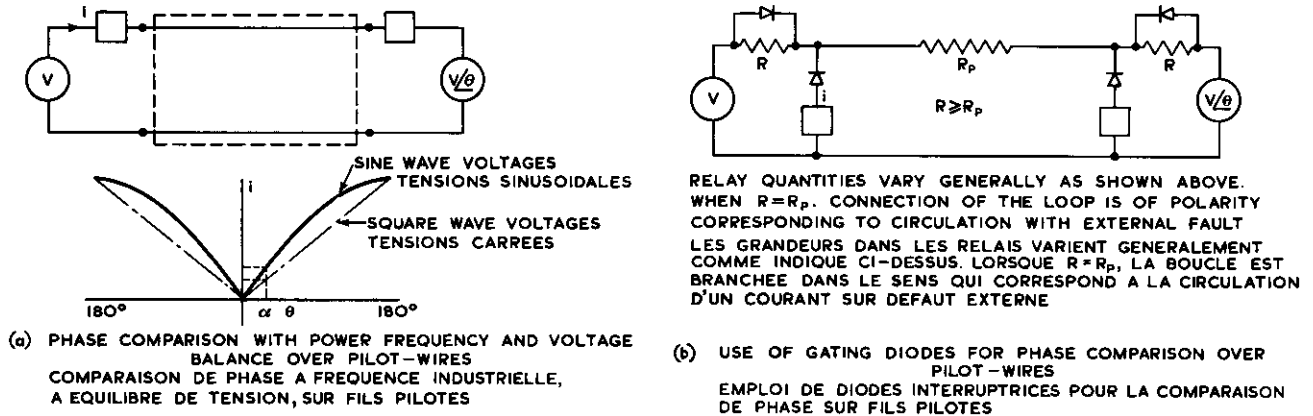 i
V
V/θ
i
SINE WAVE VOLTAGES
TENSIONS SINUSOIDALES
SQUARE WAVE VOLTAGES
TENSIONS CARREES
180°
α
θ
180°
(a) PHASE COMPARISON WITH POWER FREQUENCY AND VOLTAGE
BALANCE OVER PILOT-WIRES
COMPARAISON DE PHASE A FREQUENCE INDUSTRIELLE,
A EQUILIBRE DE TENSION, SUR FILS PILOTES
R
Rp
R
V
i
R⩾Rp
V/θ
RELAY QUANTITIES VARY GENERALLY AS SHOWN ABOVE.
WHEN R=Rp. CONNECTION OF THE LOOP IS OF POLARITY
CORRESPONDING TO CIRCULATION WITH EXTERNAL FAULT
LES GRANDEURS DANS LES RELAIS VARIENT GENERALEMENT
COMME INDIQUE CI-DESSUS. LORSQUE R=Rp, LA BOUCLE EST
BRANCHEE DANS LE SENS QUI CORRESPOND A LA CIRCULATION
D'UN COURANT SUR DEFAUT EXTERNE
(b) USE OF GATING DIODES FOR PHASE COMPARISON OVER
PILOT-WIRES
EMPLOI DE DIODES INTERRUPTRICES POUR LA COMPARAISON
DE PHASE SUR FILS PILOTES